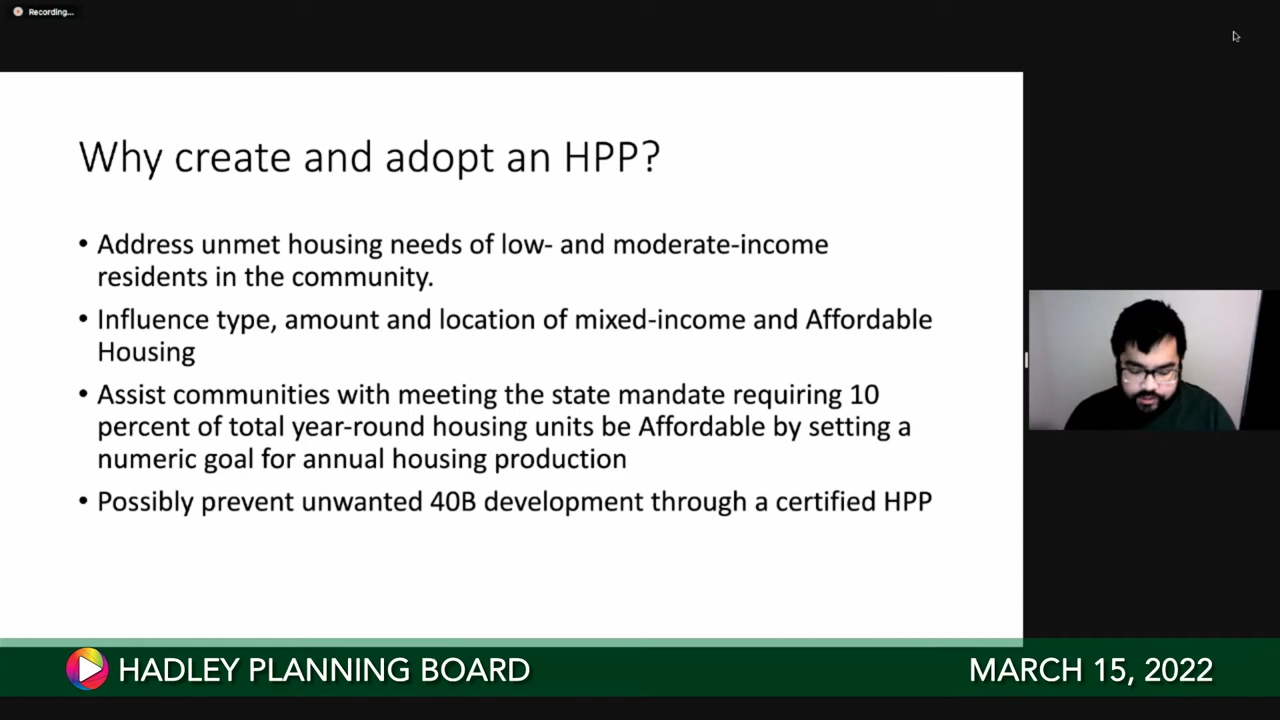 Recording...
Why create and adopt an HPP?
• Address unmet housing needs of low- and moderate-income
residents in the community.
• Influence type, amount and location of mixed-income and Affordable
Housing
• Assist communities with meeting the state mandate requiring 10
percent of total year-round housing units be Affordable by setting a
numeric goal for annual housing production
• Possibly prevent unwanted 40B development through a certified HPP
HADLEY PLANNING BOARD
MARCH 15, 2022